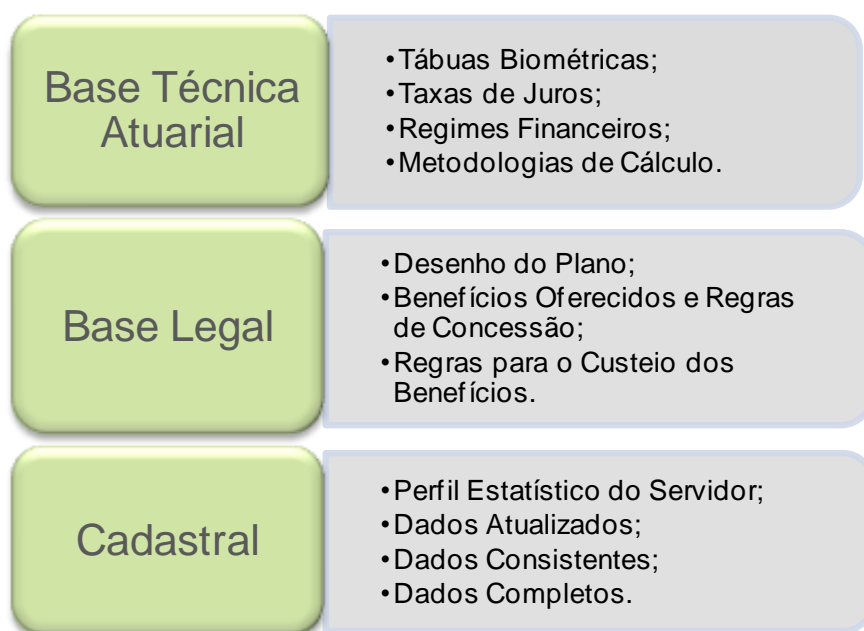 Base Técnica
Atuarial
•Tábuas Biométricas;
•Taxas de Juros;
•Regimes Financeiros;
•Metodologias de Cálculo.
Base Legal
•Desenho do Plano;
•Benefícios Oferecidos e Regras
de Concessão;
•Regras para o Custeio dos
Benefícios.
Cadastral
•Perfil Estatístico do Servidor;
•Dados Atualizados;
•Dados Consistentes;
•Dados Completos.